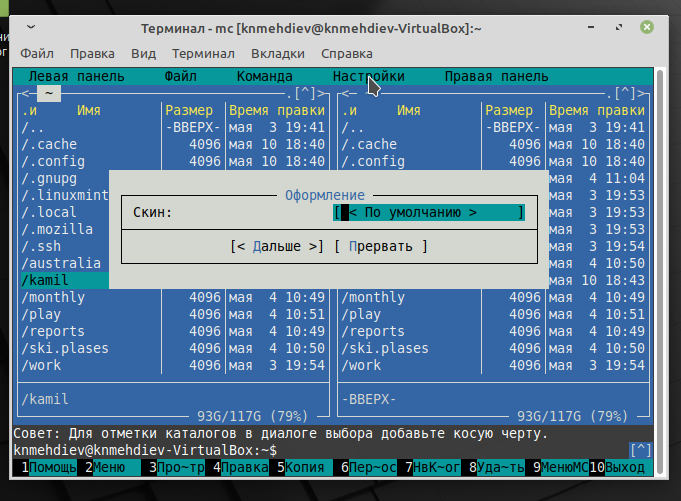 Терминал - mc [knmehdiev@knmehdiev-VirtualBox]:~
Файл Правка Вид Терминал Вкладки Справка
Левая панель Файл Команда Настройки Правая панель
<─ ~ .[^]> <─ ~ .[^]>
.и Имя Размер Время правки .и Имя Размер Время правки
/.. -ВВЕРХ- мая 3 19:41 /.. -ВВЕРХ- мая 3 19:41
/.cache 4096 мая 10 18:40 /.cache 4096 мая 10 18:40
/.config 4096 мая 10 18:40 /.config 4096 мая 10 18:40
/.gnupg мая 4 11:04
/.linuxmint мая 3 19:53
/.local мая 3 19:53
/.mozilla мая 3 19:53
/.ssh мая 3 19:53
/australia мая 4 10:50
/kamil мая 10 18:43
Оформление
Скин: [ < По умолчанию > ]
[< Дальше >] [ Прервать ]
/monthly 4096 мая 4 10:49 /monthly 4096 мая 4 10:49
/play 4096 мая 4 10:51 /play 4096 мая 4 10:51
/reports 4096 мая 4 10:49 /reports 4096 мая 4 10:49
/ski.plases 4096 мая 4 10:50 /ski.plases 4096 мая 4 10:50
/work 4096 мая 3 19:54 /work 4096 мая 3 19:54
/kamil -ВВЕРХ-
93G/117G (79%) 93G/117G (79%)
Совет: Для отметки каталогов в диалоге выбора добавьте косую черту.
knmehdiev@knmehdiev-VirtualBox:~$ [^]
1Помощь 2Меню 3Про~тр 4Правка 5Копия 6Пер~ос 7НвК~ог 8Уда~ть 9МенюМС 10Выход